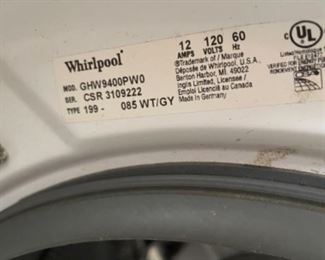 Whirlpool®
MOD. GHW9400PW0
SER. CSR 3109222
TYPE 199 - 085 WT/GY
12 120 60
AMPS VOLTS Hz
®Trademark of / Marque
Déposée de Whirlpool, U.S.A.,
Benton Harbor, MI. 49022
Inglis Limited, /
Emploi Licencié au Canada
Made in Germany
C UL US